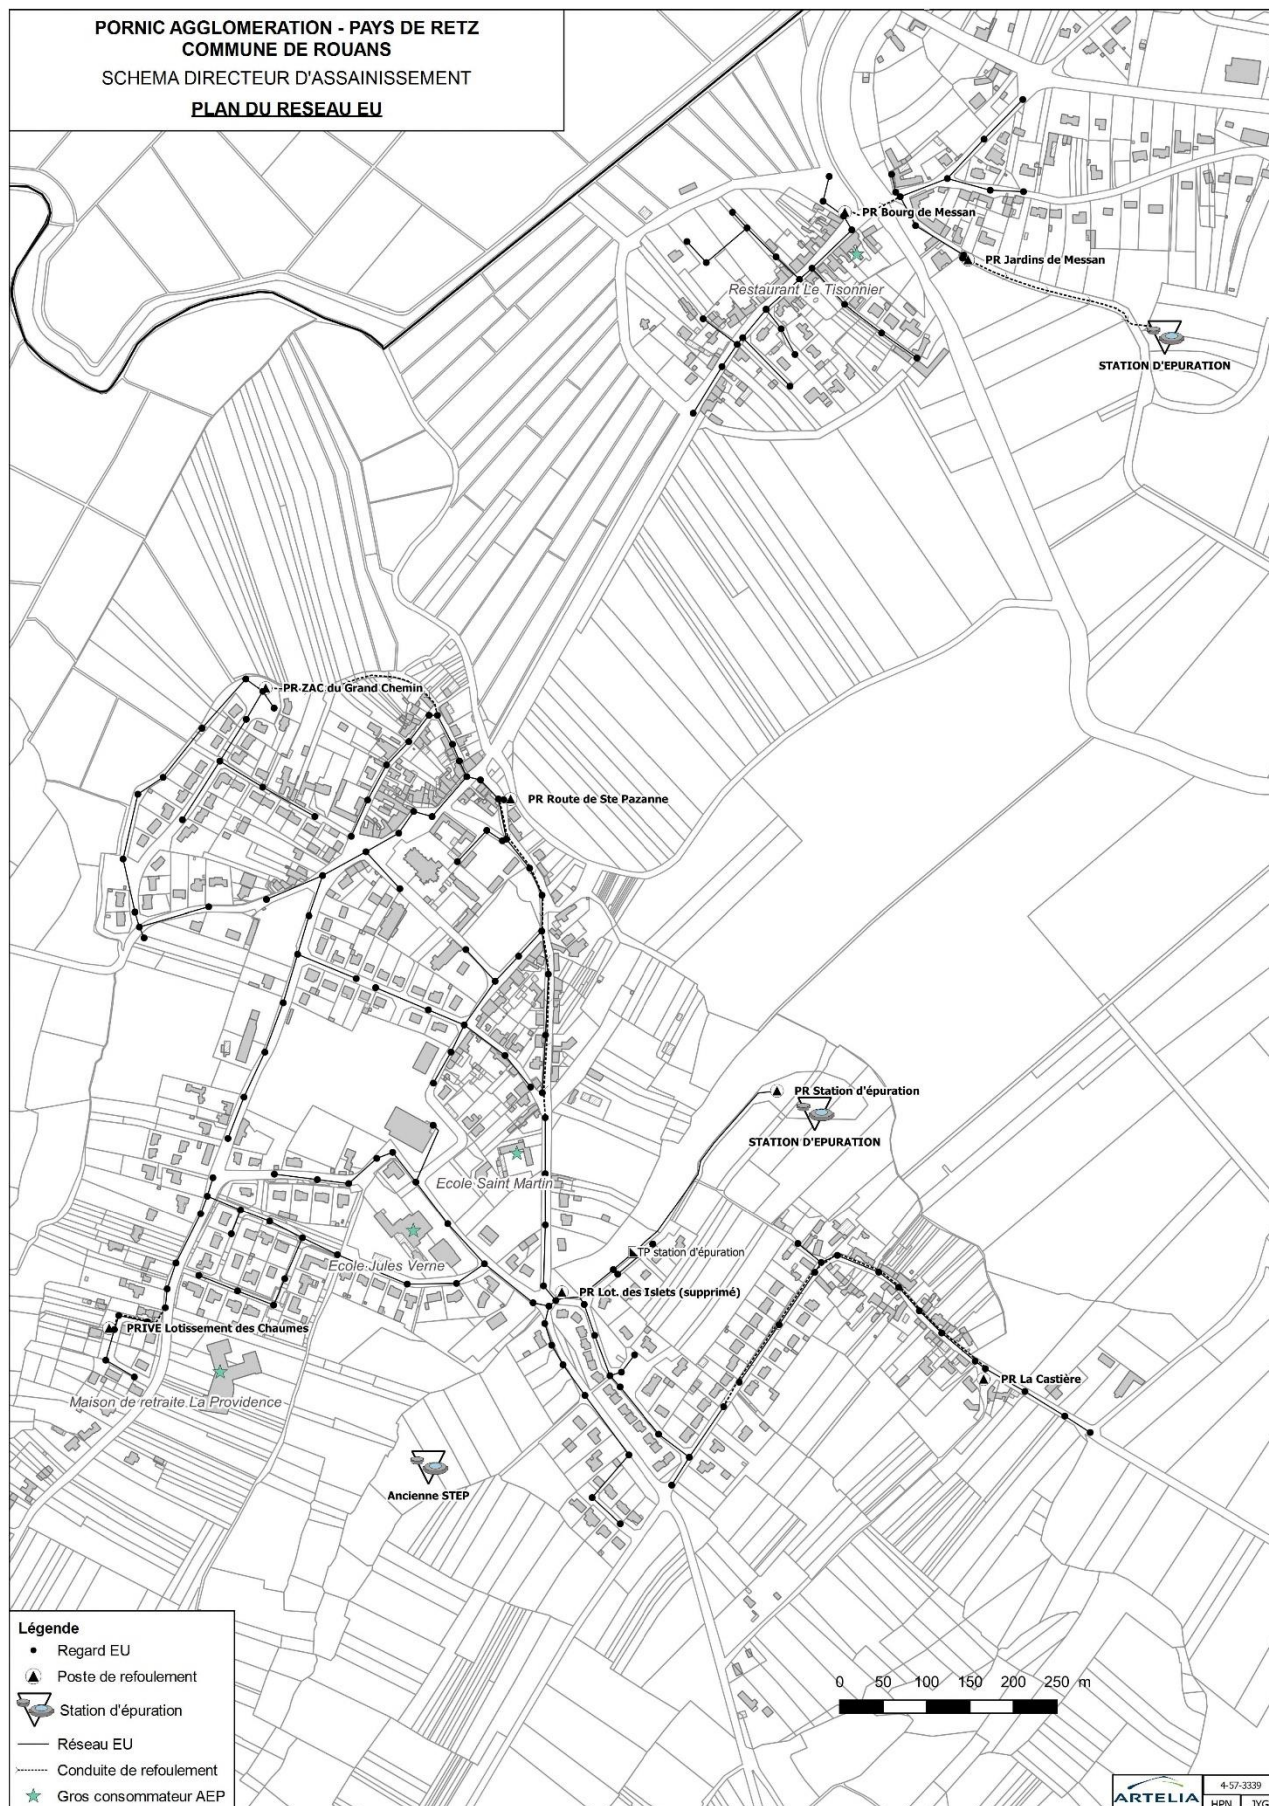 PORNIC AGGLOMERATION - PAYS DE RETZ
COMMUNE DE ROUANS
SCHEMA DIRECTEUR D'ASSAINISSEMENT
PLAN DU RESEAU EU
PR Bourg de Messan
PR Jardins de Messan
Restaurant Le Tisonnier
STATION D'EPURATION
PR ZAC du Grand Chemin
PR Route de Ste Pazanne
PR Station d'épuration
STATION D'EPURATION
Ecole Saint Martin
TP station d'épuration
Ecole Jules Verne
PR Lot. des Islets (supprimé)
PRIVE Lotissement des Chaumes
PR La Castière
Maison de retraite La Providence
Ancienne STEP
Légende
Regard EU
Poste de refoulement
Station d'épuration
Réseau EU
Conduite de refoulement
Gros consommateur AEP
0 50 100 150 200 250 m
ARTELIA
4-57-3339
HPN JYG